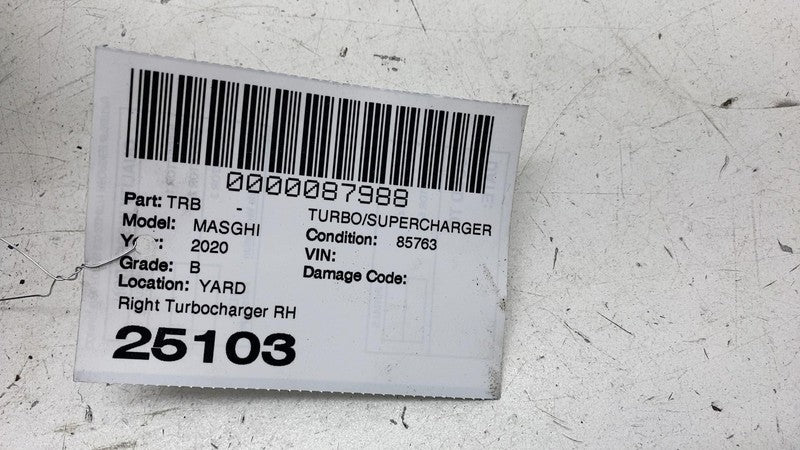 0000087988
Part: TRB - TURBO/SUPERCHARGER
Model: MASGHI Condition: 85763
Year: 2020 VIN:
Grade: B Damage Code:
Location: YARD
Right Turbocharger RH
25103